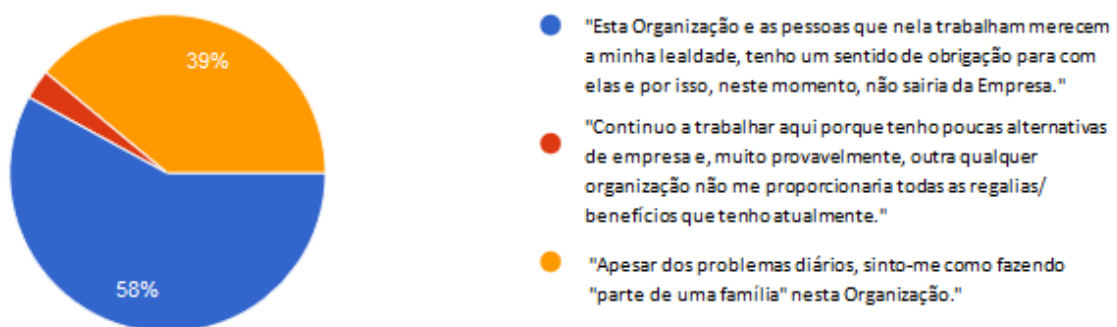 39%
58%
"Esta Organização e as pessoas que nela trabalham merecem
a minha lealdade, tenho um sentido de obrigação para com
elas e por isso, neste momento, não sairia da Empresa."
"Continuo a trabalhar aqui porque tenho poucas alternativas
de empresa e, muito provavelmente, outra qualquer
organização não me proporcionaria todas as regalias/
benefícios que tenho atualmente."
"Apesar dos problemas diários, sinto-me como fazendo
"parte de uma família" nesta Organização."